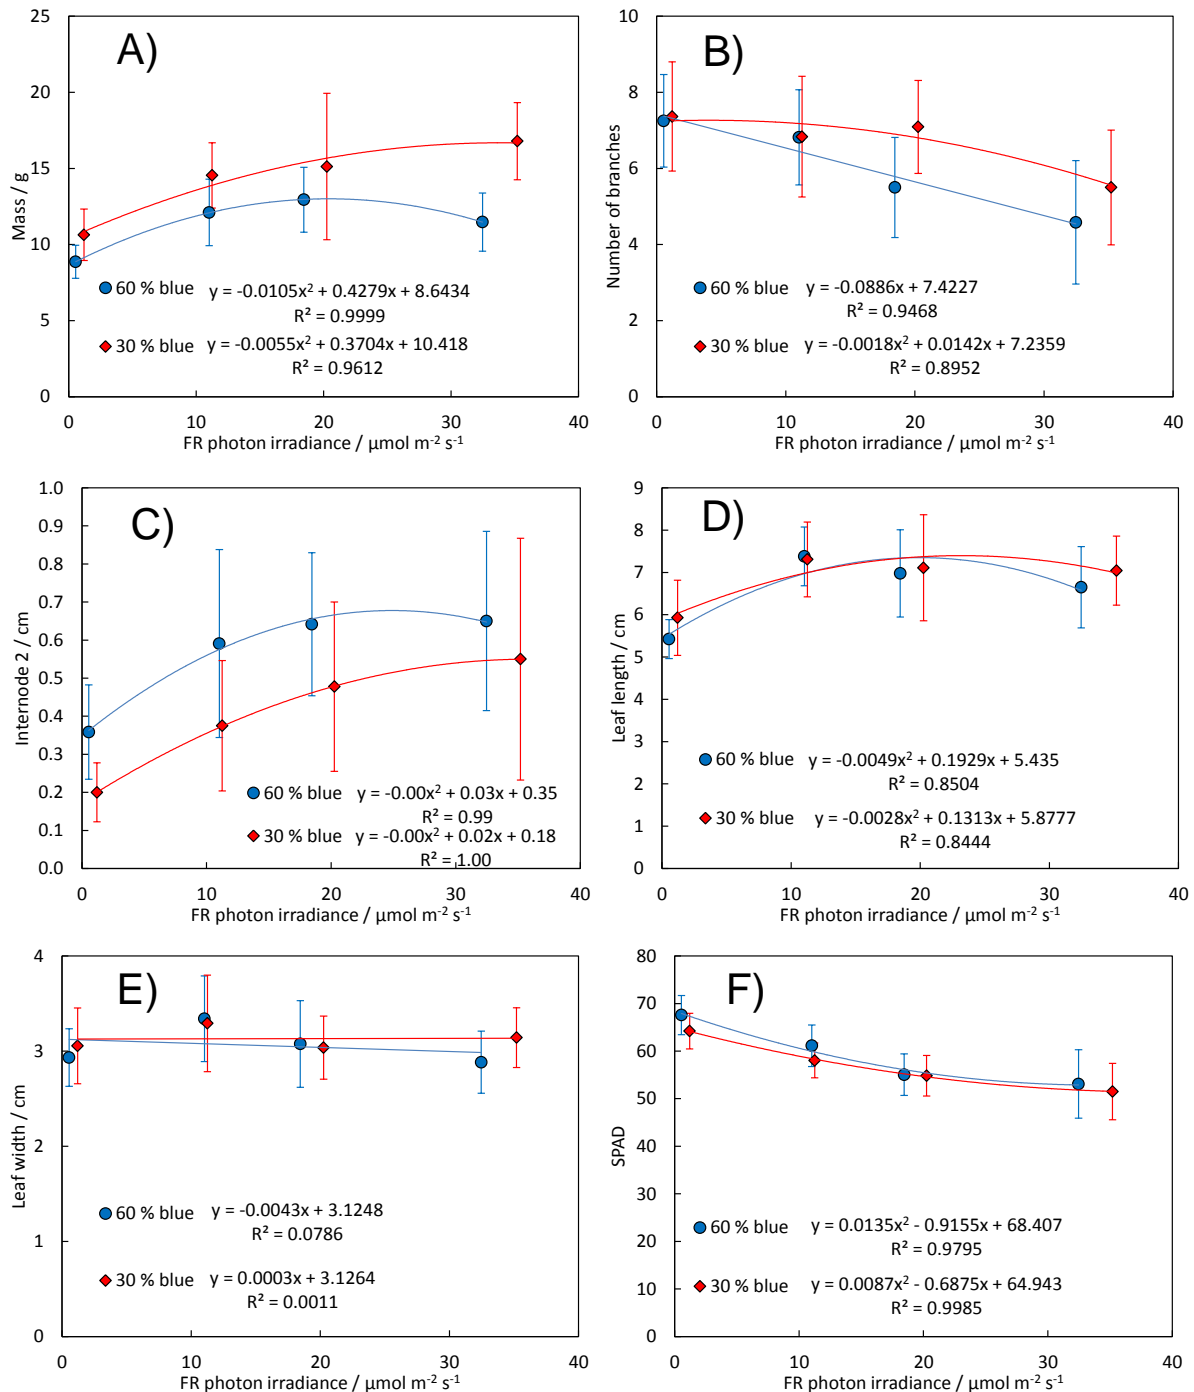 A)
Mass / g
25
20
15
10
5
0
60 % blue y = -0.0105x² + 0.4279x + 8.6434
R² = 0.9999
30 % blue y = -0.0055x² + 0.3704x + 10.418
R² = 0.9612
0 10 20 30 40
FR photon irradiance / µmol m⁻² s⁻¹
B)
Number of branches
10
8
6
4
2
0
60 % blue y = -0.0886x + 7.4227
R² = 0.9468
30 % blue y = -0.0018x² + 0.0142x + 7.2359
R² = 0.8952
0 10 20 30 40
FR photon irradiance / µmol m⁻² s⁻¹
C)
Internode 2 / cm
1.0
0.9
0.8
0.7
0.6
0.5
0.4
0.3
0.2
0.1
0.0
60 % blue y = -0.00x² + 0.03x + 0.35
R² = 0.99
30 % blue y = -0.00x² + 0.02x + 0.18
R² = 1.00
0 10 20 30 40
FR photon irradiance / µmol m⁻² s⁻¹
D)
Leaf length / cm
9
8
7
6
5
4
3
2
1
0
60 % blue y = -0.0049x² + 0.1929x + 5.435
R² = 0.8504
30 % blue y = -0.0028x² + 0.1313x + 5.8777
R² = 0.8444
0 10 20 30 40
FR photon irradiance / µmol m⁻² s⁻¹
E)
Leaf width / cm
4
3
2
1
0
60 % blue y = -0.0043x + 3.1248
R² = 0.0786
30 % blue y = 0.0003x + 3.1264
R² = 0.0011
0 10 20 30 40
FR photon irradiance / µmol m⁻² s⁻¹
F)
SPAD
80
70
60
50
40
30
20
10
0
60 % blue y = 0.0135x² - 0.9155x + 68.407
R² = 0.9795
30 % blue y = 0.0087x² - 0.6875x + 64.943
R² = 0.9985
0 10 20 30 40
FR photon irradiance / µmol m⁻² s⁻¹